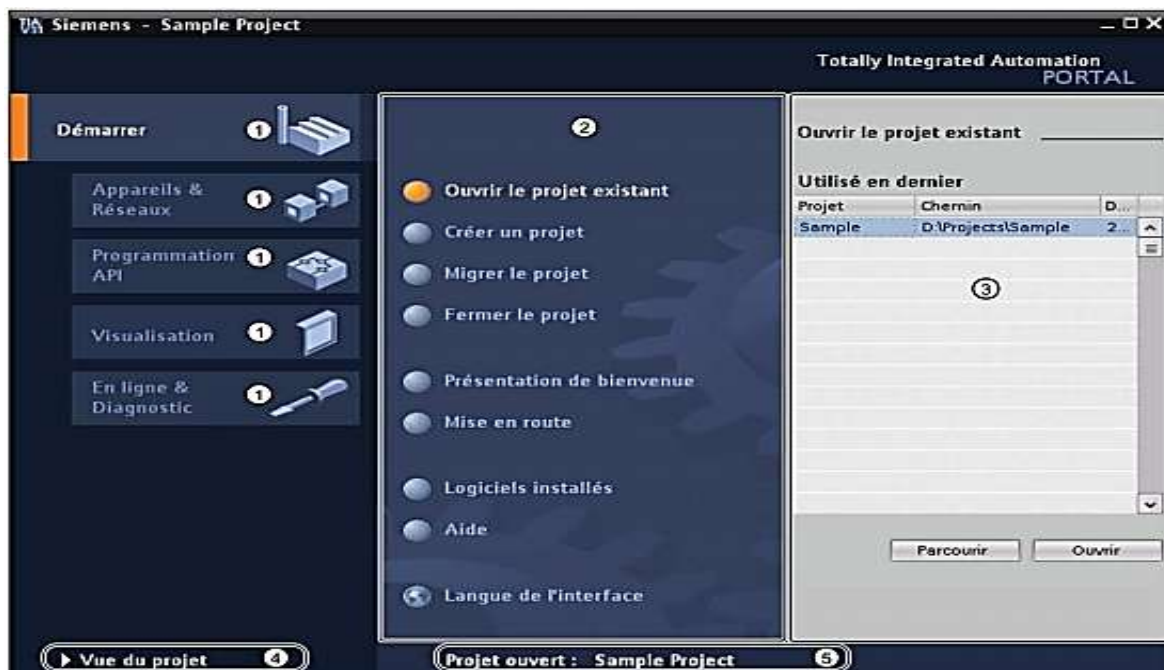 Siemens - Sample Project
Totally Integrated Automation
PORTAL
Démarrer
1
Appareils &
Réseaux
1
Programmation
API
1
Visualisation
1
En ligne &
Diagnostic
1
2
Ouvrir le projet existant
Créer un projet
Migrer le projet
Fermer le projet
Présentation de bienvenue
Mise en route
Logiciels installés
Aide
Langue de l'interface
Ouvrir le projet existant
Utilisé en dernier
Projet Chemin D...
Sample D:\Projects\Sample 2...
3
Parcourir Ouvrir
Vue du projet 4
Projet ouvert : Sample Project 5